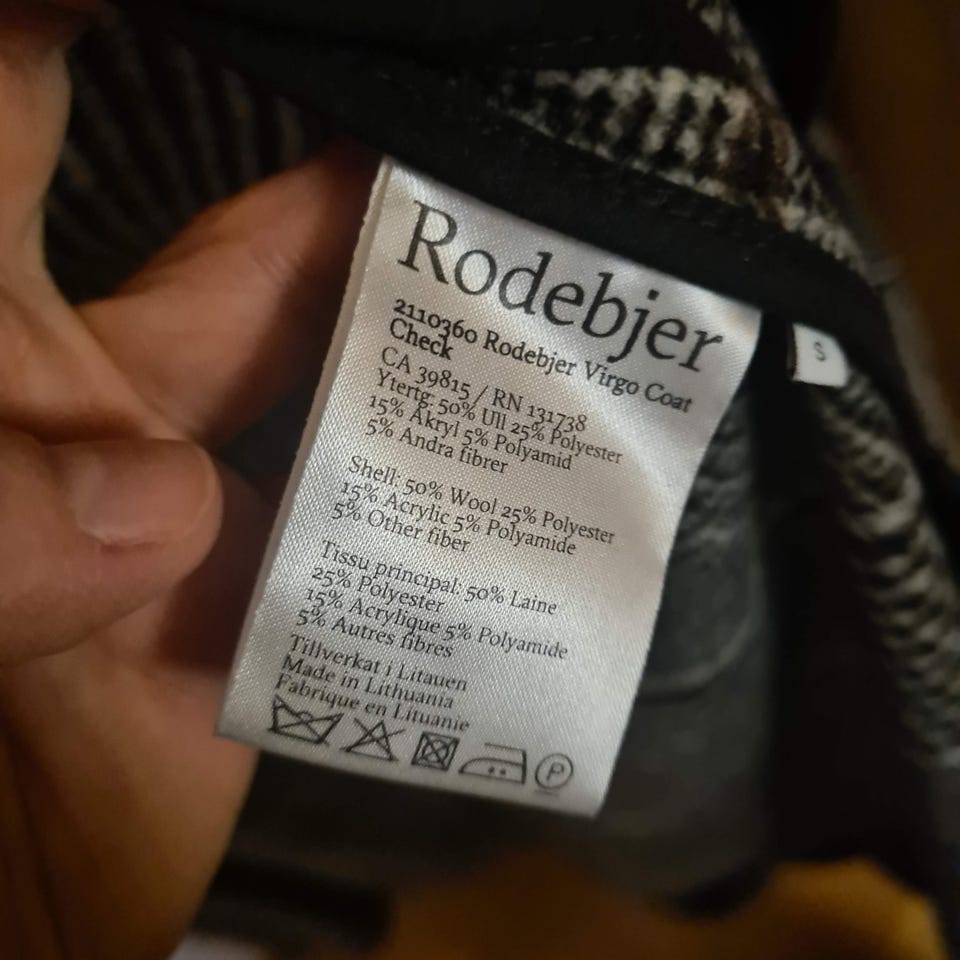 Rodebjer
2110360 Rodebjer Virgo Coat
Check
CA 39815 / RN 131738
Ytertg: 50% Ull 25% Polyester
15% Akryl 5% Polyamid
5% Andra fibrer
Shell: 50% Wool 25% Polyester
15% Acrylic 5% Polyamide
5% Other fiber
Tissu principal: 50% Laine
25% Polyester
15% Acrylique 5% Polyamide
5% Autres fibres
Tillverkat i Litauen
Made in Lithuania
Fabrique en Lituanie
P
S